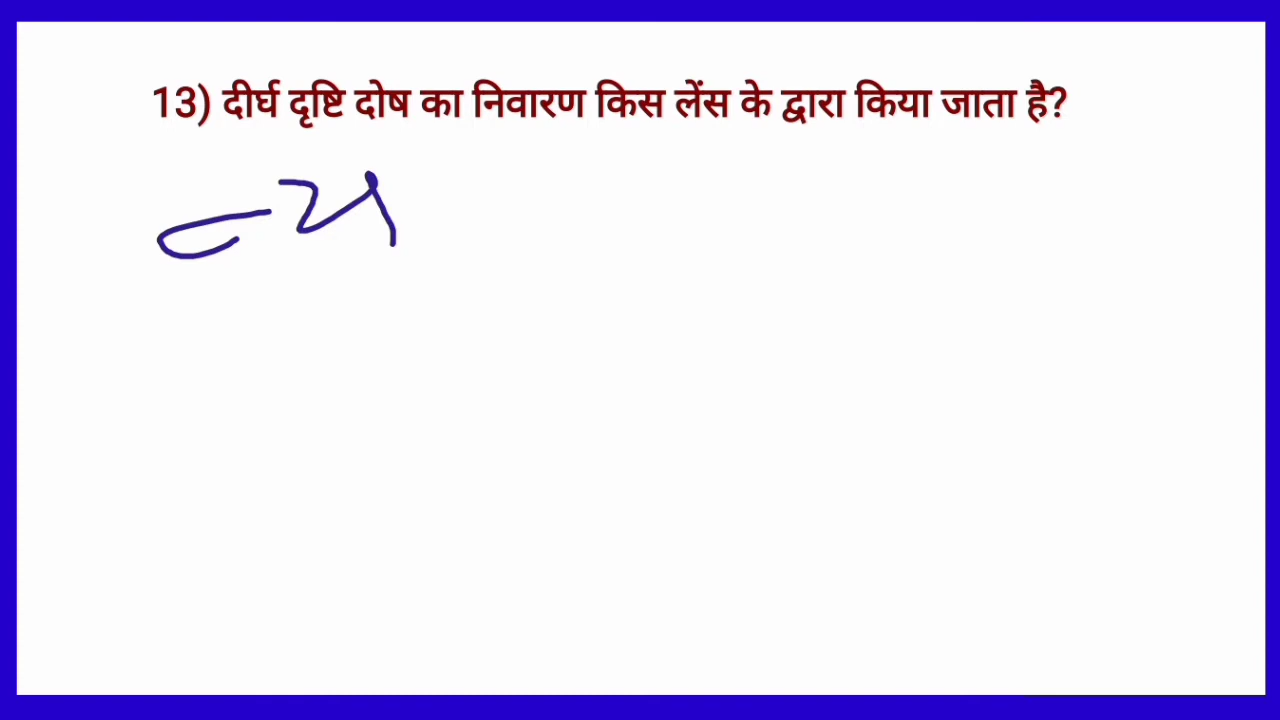 13) दीर्घ दृष्टि दोष का निवारण किस लेंस के द्वारा किया जाता है?